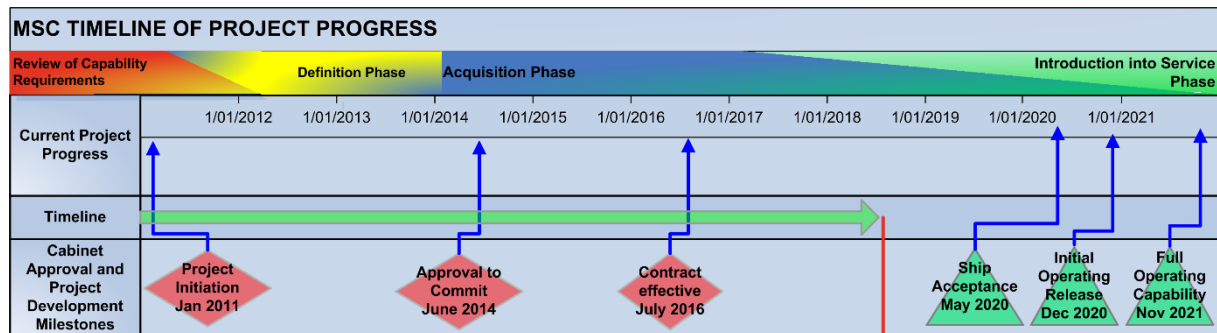 MSC TIMELINE OF PROJECT PROGRESS
Review of Capability
Requirements
Definition Phase
Acquisition Phase
Introduction into Service
Phase
Current Project
Progress
1/01/2012
1/01/2013
1/01/2014
1/01/2015
1/01/2016
1/01/2017
1/01/2018
1/01/2019
1/01/2020
1/01/2021
Timeline
Cabinet
Approval and
Project
Development
Milestones
Project
Initiation
Jan 2011
Approval to
Commit
June 2014
Contract
effective
July 2016
Ship
Acceptance
May 2020
Initial
Operating
Release
Dec 2020
Full
Operating
Capability
Nov 2021